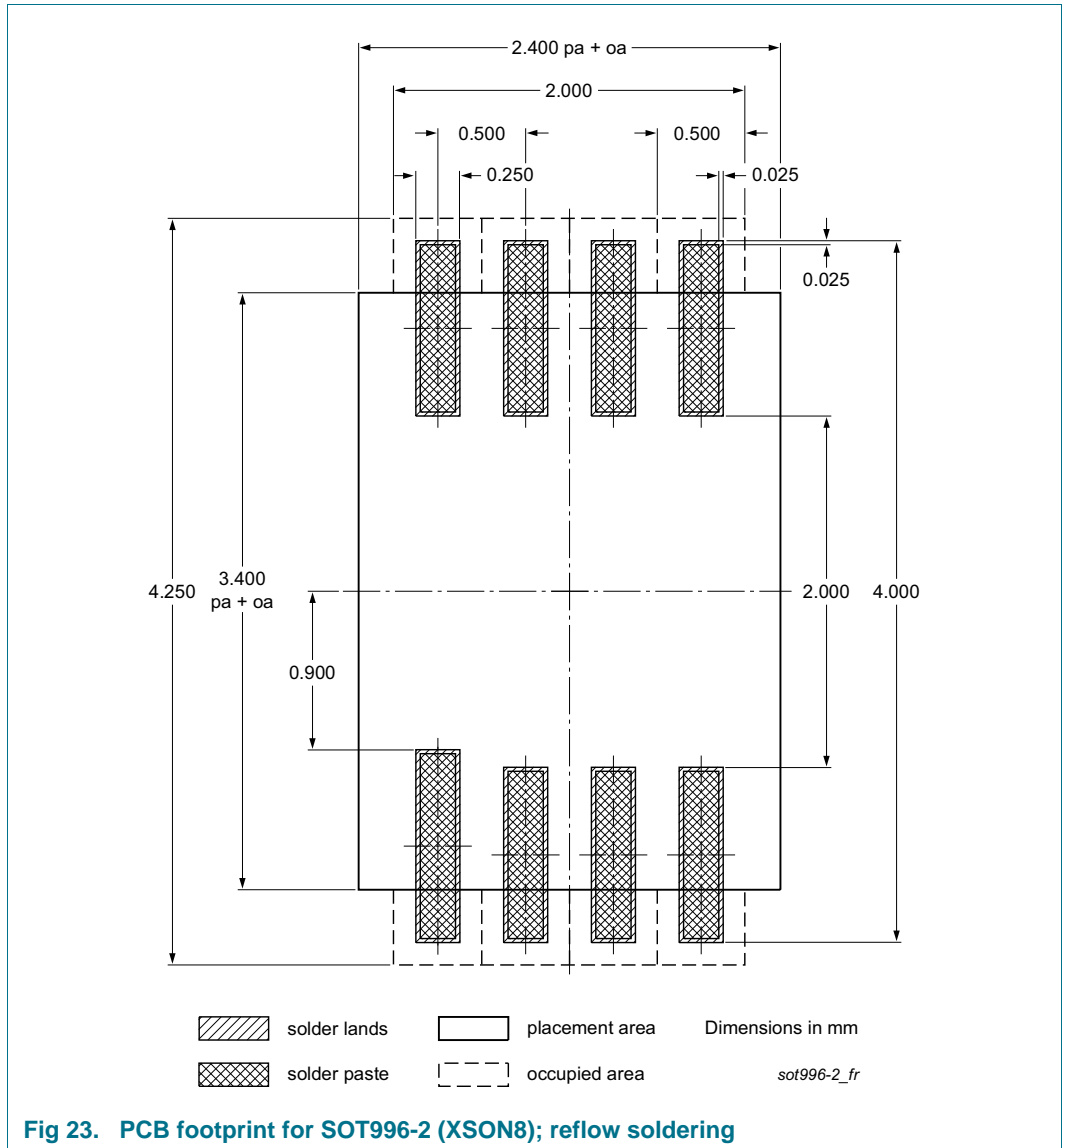 2.400 pa + oa
2.000
0.500
0.500
0.250
0.025
0.025
4.250
3.400
pa + oa
2.000
4.000
0.900
solder lands
placement area
Dimensions in mm
solder paste
occupied area
sot996-2_fr
Fig 23. PCB footprint for SOT996-2 (XSON8); reflow soldering